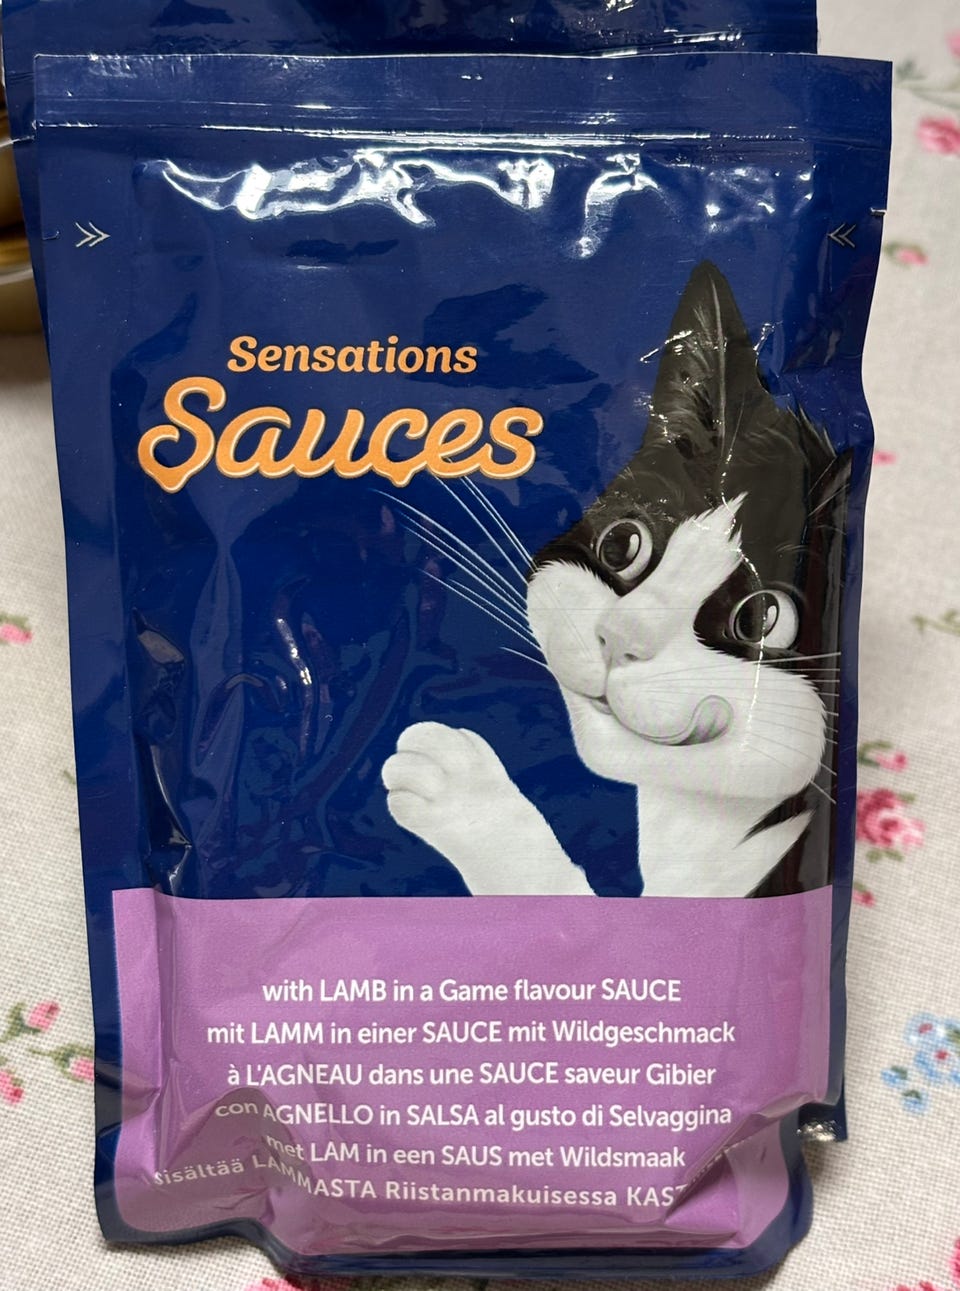 Sensations
Sauces
with LAMB in a Game flavour SAUCE
mit LAMM in einer SAUCE mit Wildgeschmack
à L'AGNEAU dans une SAUCE saveur Gibier
con AGNELLO in SALSA al gusto di Selvaggina
met LAM in een SAUS met Wildsmaak
Sisältää LAMMASTA Riistanmakuisessa